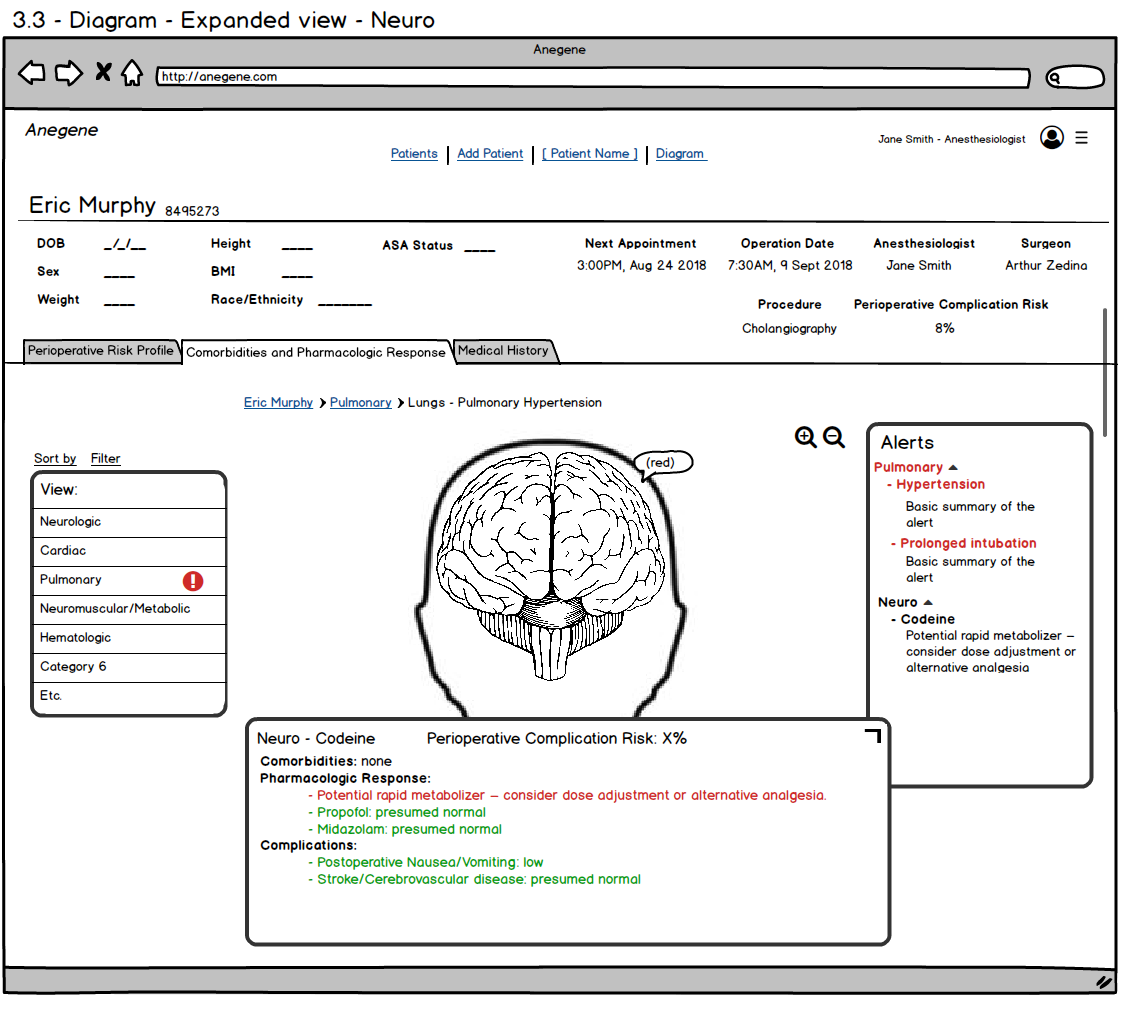 3.3 - Diagram - Expanded view - Neuro
Anegene
http://anegene.com
Anegene
Jane Smith - Anesthesiologist
Patients | Add Patient | [ Patient Name ] | Diagram
Eric Murphy 8495273
DOB _/_/__ Height ____ ASA Status ____ Next Appointment Operation Date Anesthesiologist Surgeon
3:00PM, Aug 24 2018 7:30AM, 9 Sept 2018 Jane Smith Arthur Zedina
Sex ____ BMI ____
Weight ____ Race/Ethnicity _______ Procedure Perioperative Complication Risk
Cholangiography 8%
Perioperative Risk Profile Comorbidities and Pharmacologic Response Medical History
Eric Murphy > Pulmonary > Lungs - Pulmonary Hypertension
Sort by Filter
View:
Neurologic
Cardiac
Pulmonary !
Neuromuscular/Metabolic
Hematologic
Category 6
Etc.
(red)
Alerts
Pulmonary
- Hypertension
Basic summary of the
alert
- Prolonged intubation
Basic summary of the
alert
Neuro
- Codeine
Potential rapid metabolizer –
consider dose adjustment or
alternative analgesia
Neuro - Codeine Perioperative Complication Risk: X%
Comorbidities: none
Pharmacologic Response:
- Potential rapid metabolizer – consider dose adjustment or alternative analgesia.
- Propofol: presumed normal
- Midazolam: presumed normal
Complications:
- Postoperative Nausea/Vomiting: low
- Stroke/Cerebrovascular disease: presumed normal